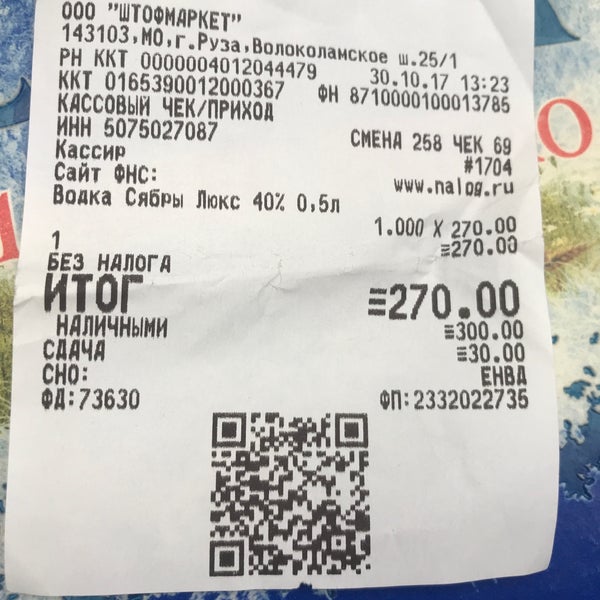 ООО "ШТОФМАРКЕТ"
143103,МО,г.Руза,Волоколамское ш.25/1
РН ККТ 0000004012044479 30.10.17 13:23
ККТ 0165390012000367 ФН 8710000100013785
КАССОВЫЙ ЧЕК/ПРИХОД
ИНН 5075027087 СМЕНА 258 ЧЕК 69
Кассир #1704
Сайт ФНС: www.nalog.ru
Водка Сябры Люкс 40% 0,5л
1.000 X 270.00
1 ≡270.00
БЕЗ НАЛОГА
ИТОГ ≡270.00
НАЛИЧНЫМИ ≡300.00
СДАЧА ≡30.00
СНО: ЕНВД
ФД:73630 ФП:2332022735